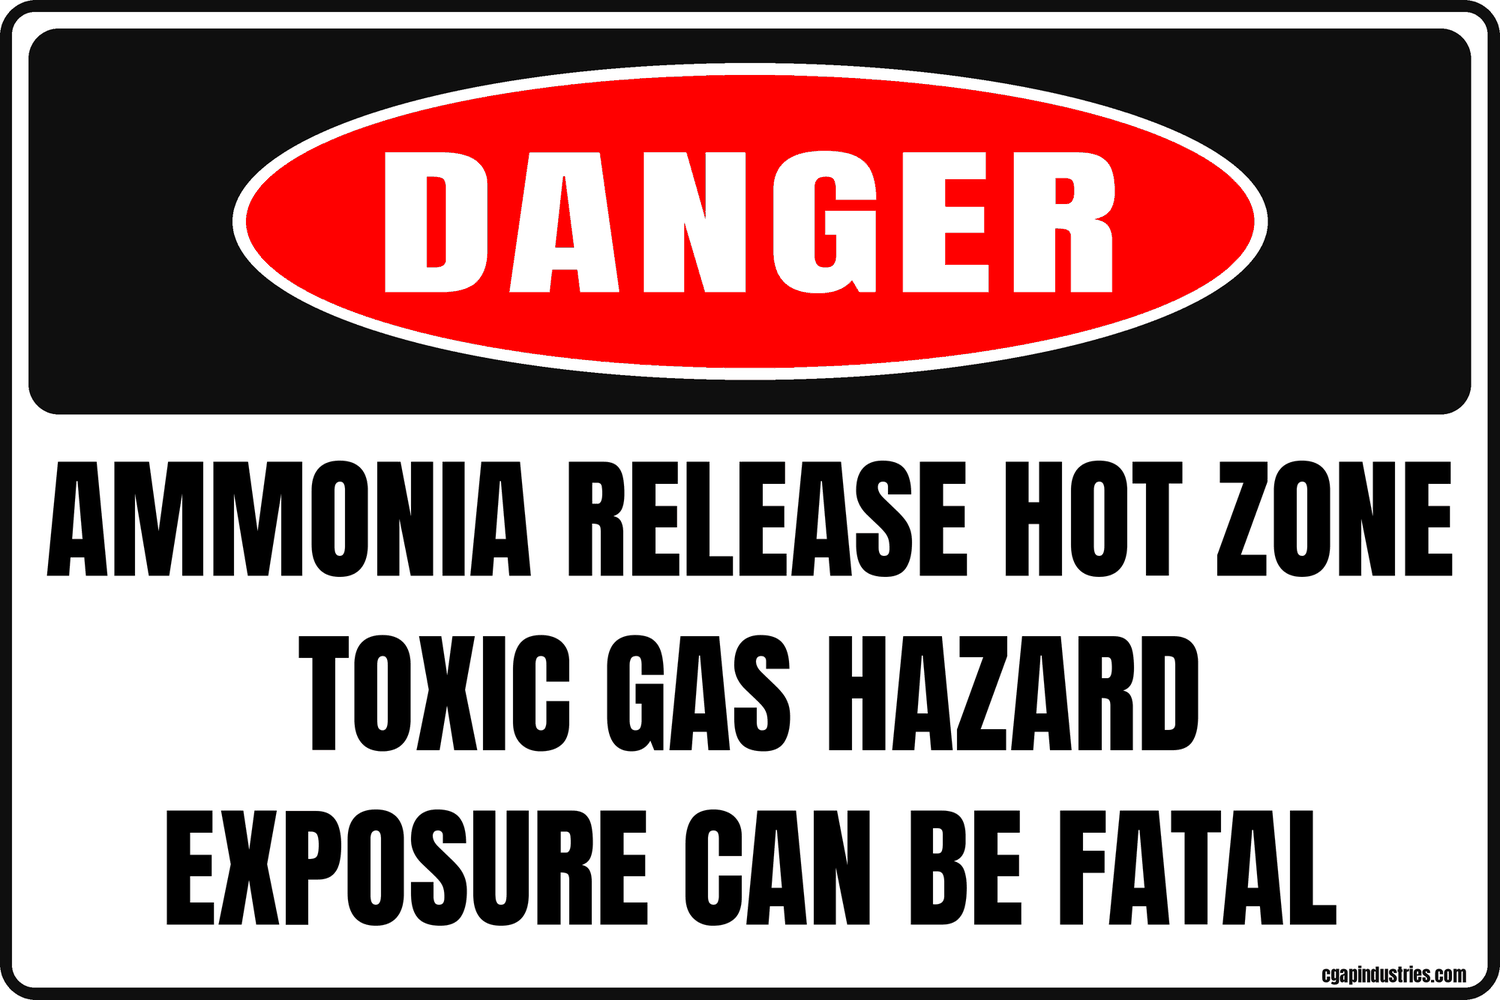 DANGER
AMMONIA RELEASE HOT ZONE
TOXIC GAS HAZARD
EXPOSURE CAN BE FATAL
cgapindustries.com